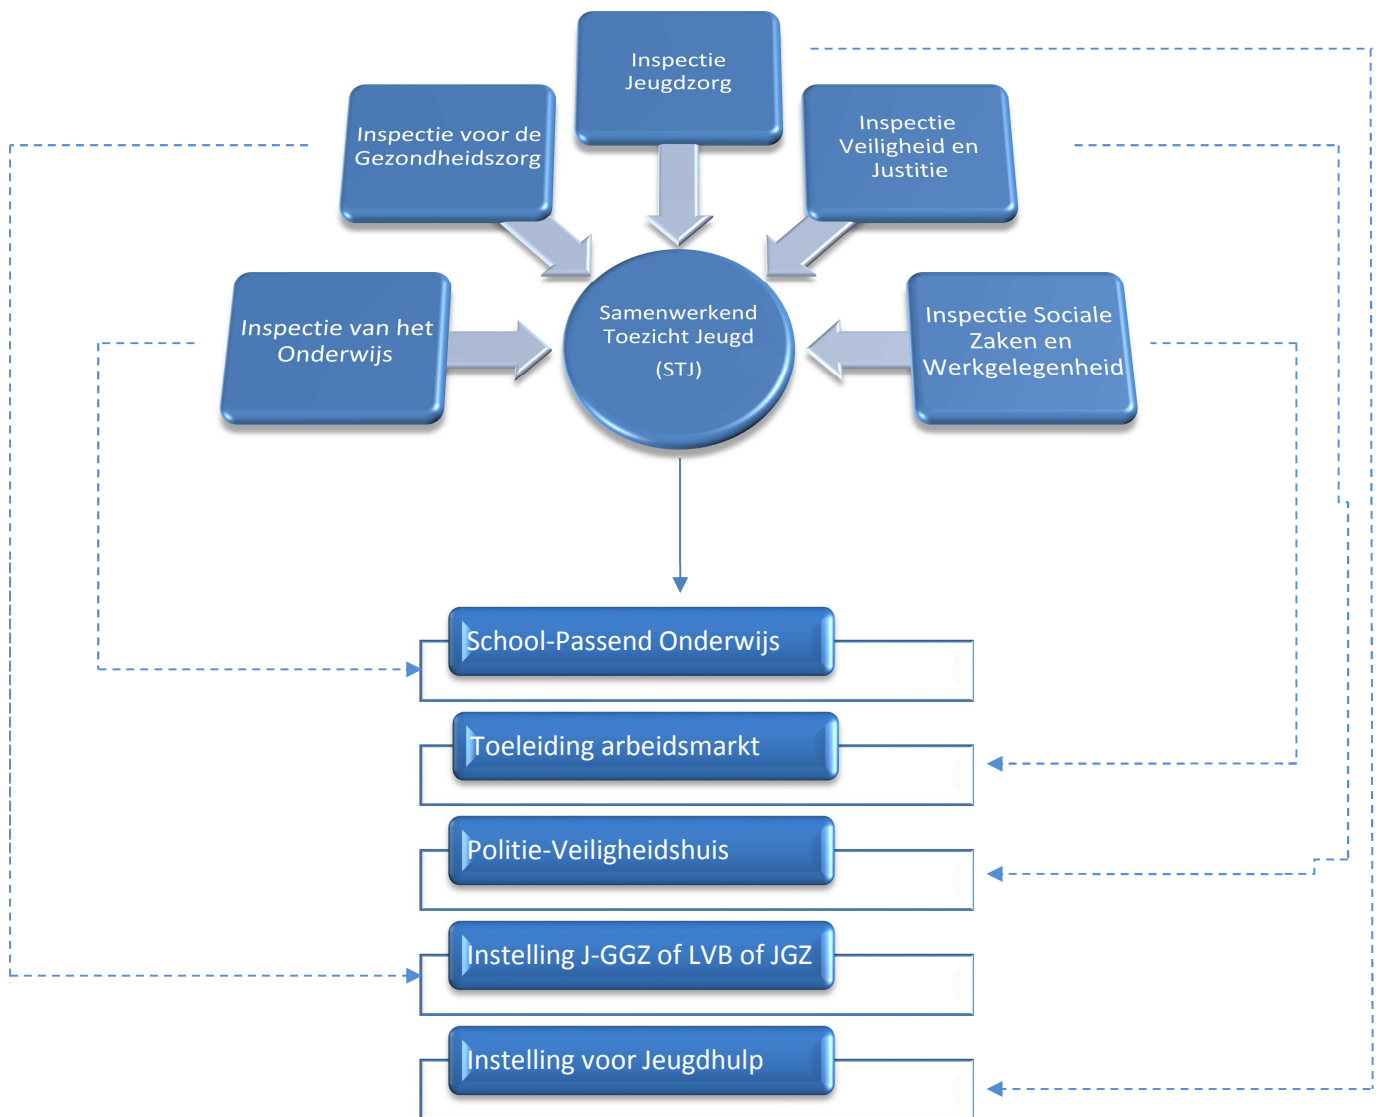 Inspectie
Jeugdzorg
Inspectie voor de
Gezondheidszorg
Inspectie
Veiligheid en
Justitie
Inspectie van het
Onderwijs
Samenwerkend
Toezicht Jeugd
(STJ)
Inspectie Sociale
Zaken en
Werkgelegenheid
School-Passend Onderwijs
Toeleiding arbeidsmarkt
Politie-Veiligheidshuis
Instelling J-GGZ of LVB of JGZ
Instelling voor Jeugdhulp